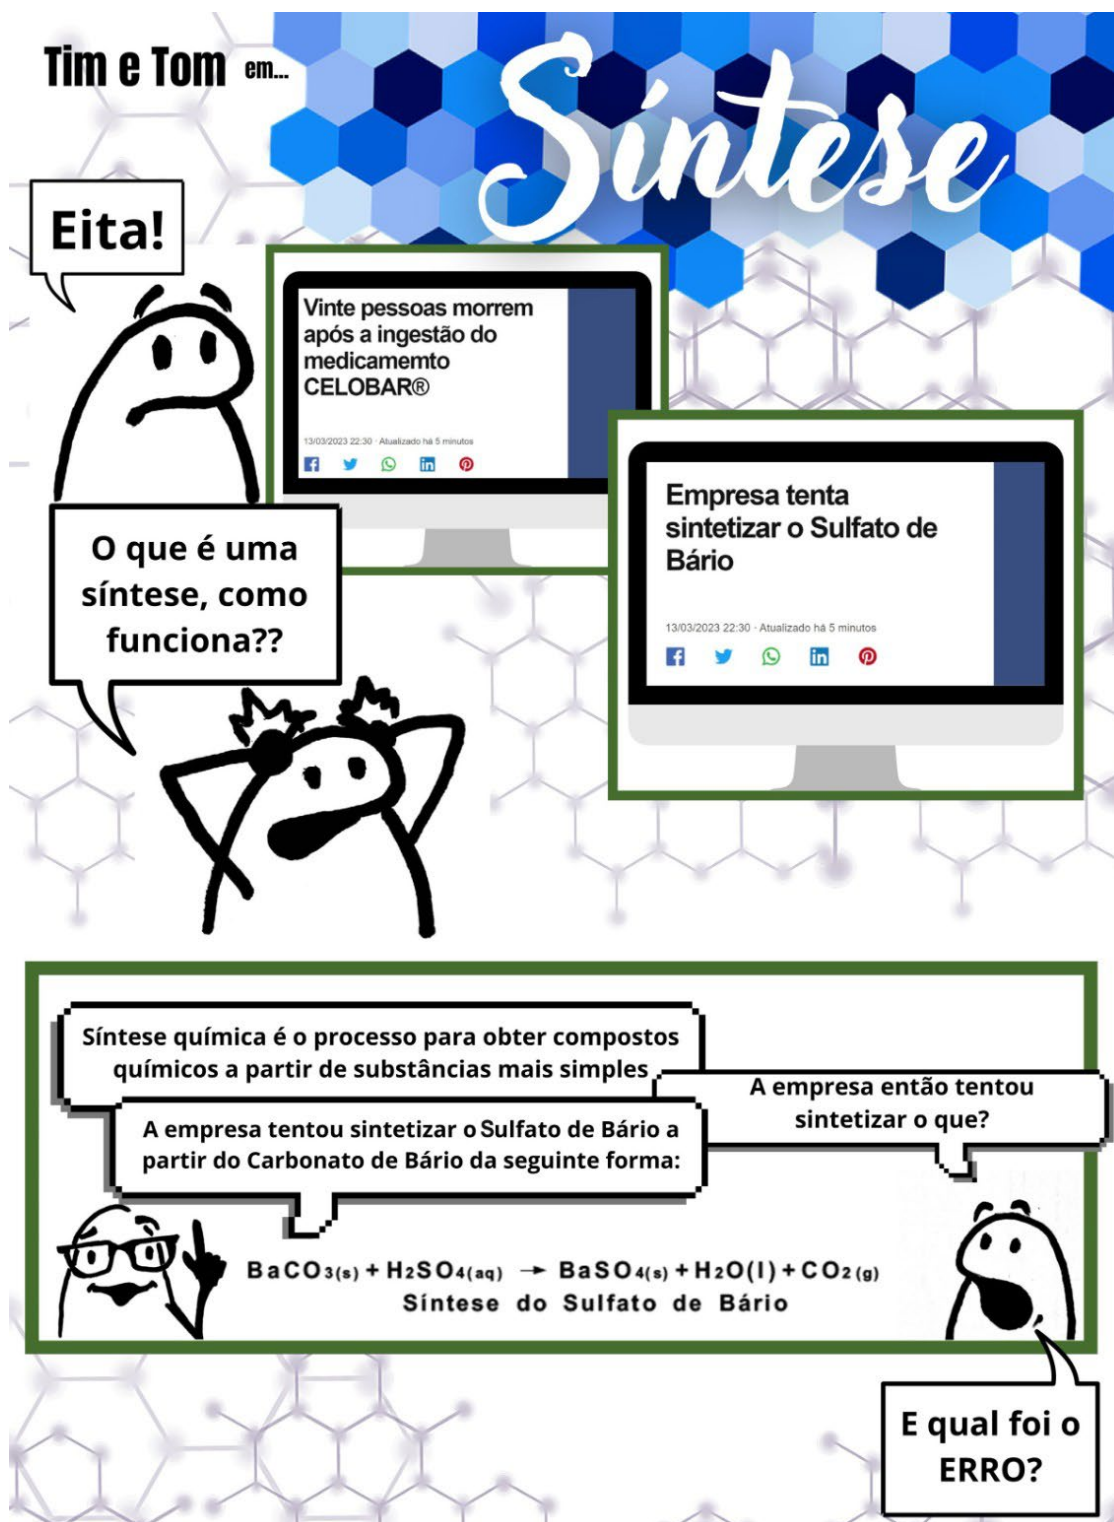 Tim e Tom em...
Síntese
Eita!
Vinte pessoas morrem
após a ingestão do
medicamemto
CELOBAR®
13/03/2023 22:30 · Atualizado há 5 minutos
Empresa tenta
sintetizar o Sulfato de
Bário
13/03/2023 22:30 · Atualizado há 5 minutos
O que é uma
síntese, como
funciona??
Síntese química é o processo para obter compostos
químicos a partir de substâncias mais simples
A empresa então tentou
sintetizar o que?
A empresa tentou sintetizar o Sulfato de Bário a
partir do Carbonato de Bário da seguinte forma:
BaCO3(s) + H2SO4(aq) → BaSO4(s) + H2O(l) + CO2(g)
Síntese do Sulfato de Bário
E qual foi o
ERRO?